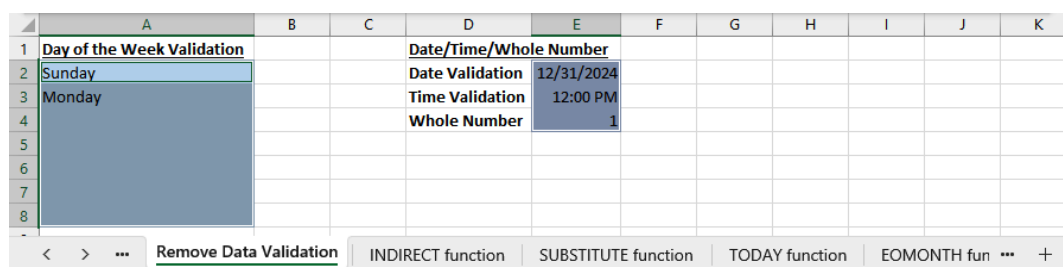 A B C D E F G H I J K
1 Day of the Week Validation Date/Time/Whole Number
2 Sunday Date Validation 12/31/2024
3 Monday Time Validation 12:00 PM
4 Whole Number 1
5
6
7
8
< > ••• Remove Data Validation INDIRECT function SUBSTITUTE function TODAY function EOMONTH fun ••• +